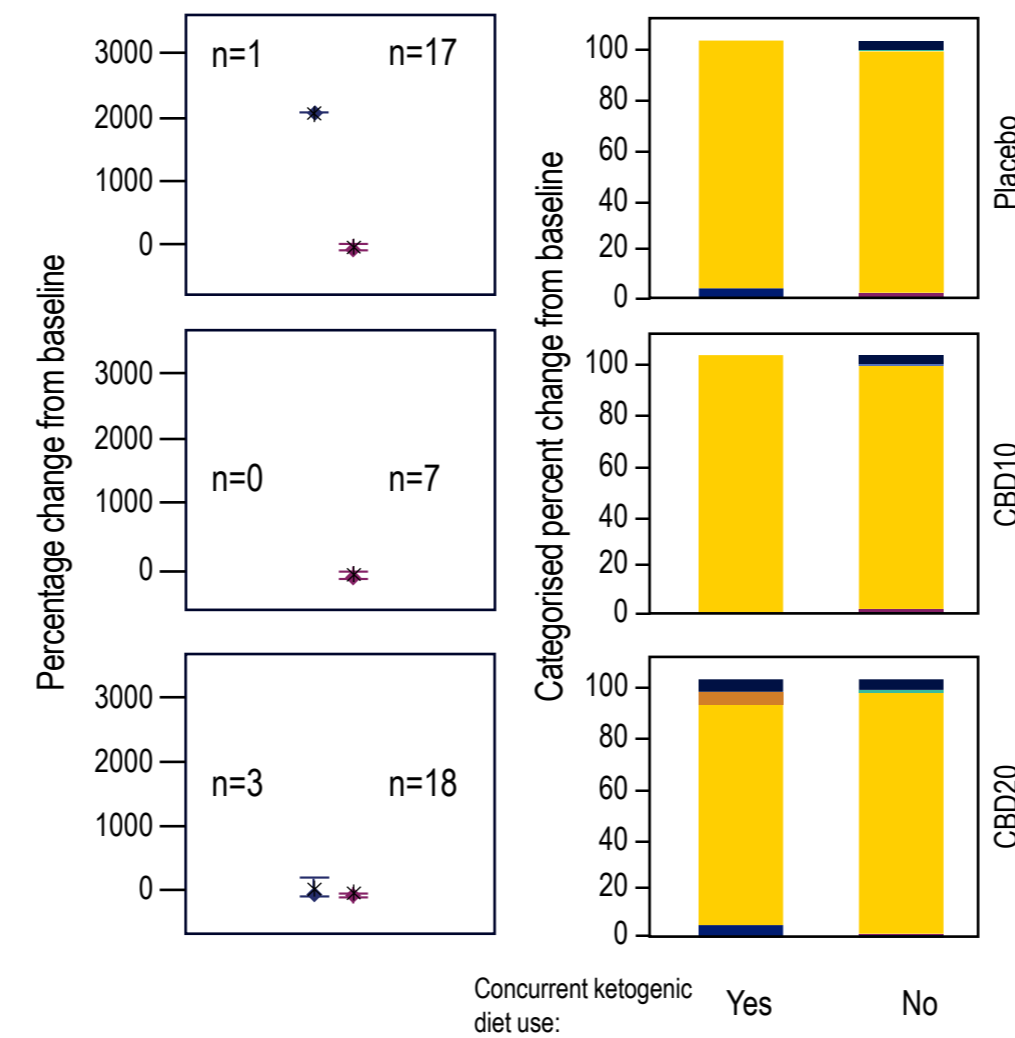 Percentage change from baseline
3000
2000
1000
0
n=1
n=17
3000
2000
1000
0
n=0
n=7
3000
2000
1000
0
n=3
n=18
Categorised percent change from baseline
100
80
60
40
20
0
Placebo
100
80
60
40
20
0
CBD10
100
80
60
40
20
0
CBD20
Concurrent ketogenic
diet use:
Yes
No